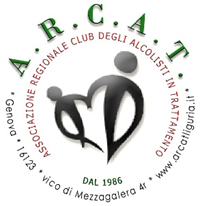 A.R.C.A.T.
ASSOCIAZIONE REGIONALE CLUB DEGLI ALCOLISTI IN TRATTAMENTO
DAL 1986
* Genova * 16123 * vico di Mezzagalera 4r * www.arcatliguria.it *